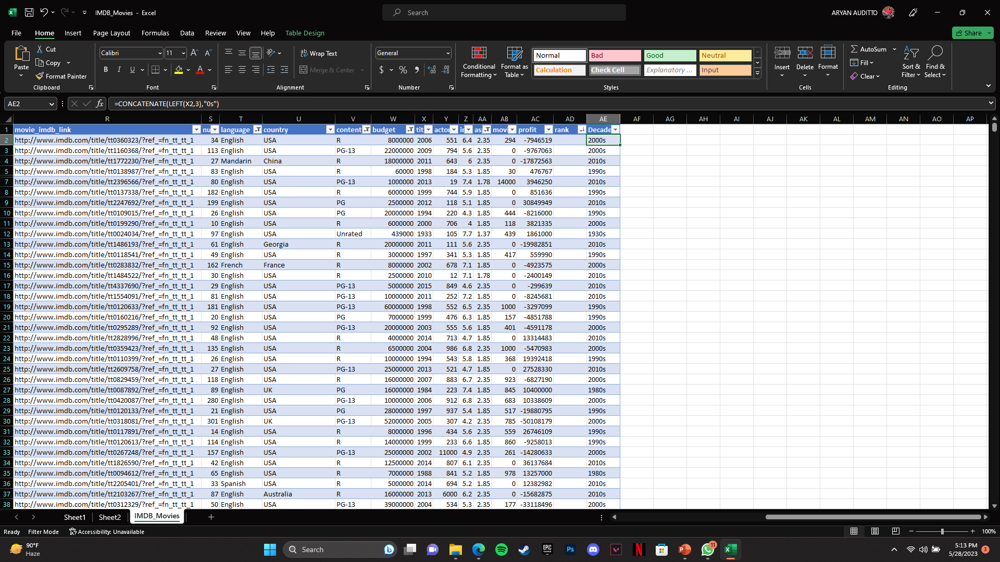 IMDB_Movies - Excel
Search
ARYAN AUDITTO
File Home Insert Page Layout Formulas Data Review View Help Table Design
Share
Paste
Cut
Copy
Format Painter
Clipboard
Calibri 11
B I U
Font
Wrap Text
Merge & Center
Alignment
General
$ % 9
Number
Conditional Formatting
Format as Table
Normal Bad Good Neutral
Calculation Check Cell Explanatory ... Input
Styles
Insert Delete Format
Cells
AutoSum
Fill
Clear
Sort & Filter
Find & Select
Editing
AE2 fx =CONCATENATE(LEFT(X2,3),"0s")
R S T U V W X Y Z AA AB AC AD AE AF AG AH AI AJ AK AL AM AN AO AP
1 movie_imdb_link nu language country content budget tit actor i as movi profit rank Decade
2 http://www.imdb.com/title/tt0360323/?ref_=fn_tt_tt_1 34 English USA R 8000000 2006 551 6.4 2.35 294 -7946519 2000s
3 http://www.imdb.com/title/tt1160368/?ref_=fn_tt_tt_1 113 English USA PG-13 22000000 2009 794 5.6 2.35 0 -9767063 2000s
4 http://www.imdb.com/title/tt1772230/?ref_=fn_tt_tt_1 27 Mandarin China R 18000000 2011 643 6 2.35 0 -17872563 2010s
5 http://www.imdb.com/title/tt0138987/?ref_=fn_tt_tt_1 83 English USA R 60000 1998 184 5.3 1.85 30 476767 1990s
7 http://www.imdb.com/title/tt2396566/?ref_=fn_tt_tt_1 80 English USA PG-13 1000000 2013 19 7.4 1.78 14000 3946250 2010s
8 http://www.imdb.com/title/tt0137338/?ref_=fn_tt_tt_1 182 English USA R 6000000 1999 744 5.9 1.85 0 851636 1990s
9 http://www.imdb.com/title/tt2247692/?ref_=fn_tt_tt_1 199 English USA PG 2500000 2012 118 5.1 1.85 0 30849949 2010s
10 http://www.imdb.com/title/tt0109015/?ref_=fn_tt_tt_1 26 English USA PG 20000000 1994 220 4.3 1.85 444 -8216000 1990s
11 http://www.imdb.com/title/tt0199290/?ref_=fn_tt_tt_1 10 English USA R 6000000 2000 706 4 1.85 118 3821335 2000s
12 http://www.imdb.com/title/tt0024034/?ref_=fn_tt_tt_1 97 English USA Unrated 439000 1933 105 7.7 1.37 439 1861000 1930s
13 http://www.imdb.com/title/tt1486193/?ref_=fn_tt_tt_1 61 English Georgia R 20000000 2011 111 5.6 2.35 0 -19982851 2010s
14 http://www.imdb.com/title/tt0118541/?ref_=fn_tt_tt_1 49 English USA R 3000000 1997 341 5.3 1.85 417 559990 1990s
15 http://www.imdb.com/title/tt0283832/?ref_=fn_tt_tt_1 162 French France R 8000000 2002 678 7.1 1.85 0 -4923575 2000s
16 http://www.imdb.com/title/tt1484522/?ref_=fn_tt_tt_1 30 English USA R 2500000 2010 12 7.1 1.78 0 -2400149 2010s
17 http://www.imdb.com/title/tt4337690/?ref_=fn_tt_tt_1 29 English USA PG-13 5000000 2015 849 4.6 2.35 0 -299639 2010s
18 http://www.imdb.com/title/tt1554091/?ref_=fn_tt_tt_1 81 English USA PG-13 10000000 2011 252 7.2 1.85 0 -8245681 2010s
19 http://www.imdb.com/title/tt0120633/?ref_=fn_tt_tt_1 181 English USA PG-13 60000000 1998 552 6.5 2.35 1000 -3297099 1990s
20 http://www.imdb.com/title/tt0160216/?ref_=fn_tt_tt_1 20 English USA PG 7000000 1999 476 6.3 1.85 157 -4851788 1990s
21 http://www.imdb.com/title/tt0295289/?ref_=fn_tt_tt_1 92 English USA PG-13 20000000 2003 555 5.6 1.85 401 -4591178 2000s
22 http://www.imdb.com/title/tt2828996/?ref_=fn_tt_tt_1 48 English USA R 4000000 2014 713 4.7 1.85 0 13314483 2010s
23 http://www.imdb.com/title/tt0359423/?ref_=fn_tt_tt_1 135 English USA R 6500000 2004 986 6.8 2.35 1000 -5470983 2000s
24 http://www.imdb.com/title/tt0110399/?ref_=fn_tt_tt_1 26 English USA R 10000000 1994 543 5.8 1.85 368 19392418 1990s
25 http://www.imdb.com/title/tt2609758/?ref_=fn_tt_tt_1 27 English USA PG-13 25000000 2013 521 4.7 1.85 0 27528330 2010s
26 http://www.imdb.com/title/tt0829459/?ref_=fn_tt_tt_1 118 English USA R 16000000 2007 883 6.7 2.35 923 -6827190 2000s
27 http://www.imdb.com/title/tt0087892/?ref_=fn_tt_tt_1 89 English UK PG 16000000 1984 223 7.4 1.85 845 10400000 1980s
28 http://www.imdb.com/title/tt0420087/?ref_=fn_tt_tt_1 280 English USA PG-13 10000000 2006 912 6.8 2.35 683 10338609 2000s
29 http://www.imdb.com/title/tt0120133/?ref_=fn_tt_tt_1 21 English USA PG 28000000 1997 937 5.4 1.85 517 -19880795 1990s
30 http://www.imdb.com/title/tt0318081/?ref_=fn_tt_tt_1 301 English UK PG-13 52000000 2005 307 4.2 2.35 785 -50108179 2000s
31 http://www.imdb.com/title/tt0117891/?ref_=fn_tt_tt_1 14 English USA R 8000000 1996 434 5.6 2.35 559 26746109 1990s
32 http://www.imdb.com/title/tt0120613/?ref_=fn_tt_tt_1 114 English USA R 14000000 1999 233 6.6 1.85 860 -9258013 1990s
33 http://www.imdb.com/title/tt0267248/?ref_=fn_tt_tt_1 157 English USA PG-13 25000000 2002 11000 4.9 2.35 261 -14280633 2000s
34 http://www.imdb.com/title/tt1826590/?ref_=fn_tt_tt_1 42 English USA R 12500000 2014 807 6.1 2.35 0 36137684 2010s
35 http://www.imdb.com/title/tt0094612/?ref_=fn_tt_tt_1 65 English USA R 7000000 1988 841 5.2 1.85 978 13257000 1980s
36 http://www.imdb.com/title/tt2205401/?ref_=fn_tt_tt_1 33 Spanish USA R 5000000 2014 694 5.2 1.85 0 12382982 2010s
37 http://www.imdb.com/title/tt2103267/?ref_=fn_tt_tt_1 87 English Australia R 16000000 2013 6000 6.2 2.35 0 -15682875 2010s
38 http://www.imdb.com/title/tt0312329/?ref_=fn_tt_tt_1 50 English USA PG-13 39000000 2004 534 5.3 2.35 177 -33118496 2000s
Sheet1 Sheet2 IMDB_Movies
Ready Filter Mode Accessibility: Unavailable 100%
90°F
Haze
Search
EPIC GAMES
Ps
11
5:13 PM
5/28/2023
3